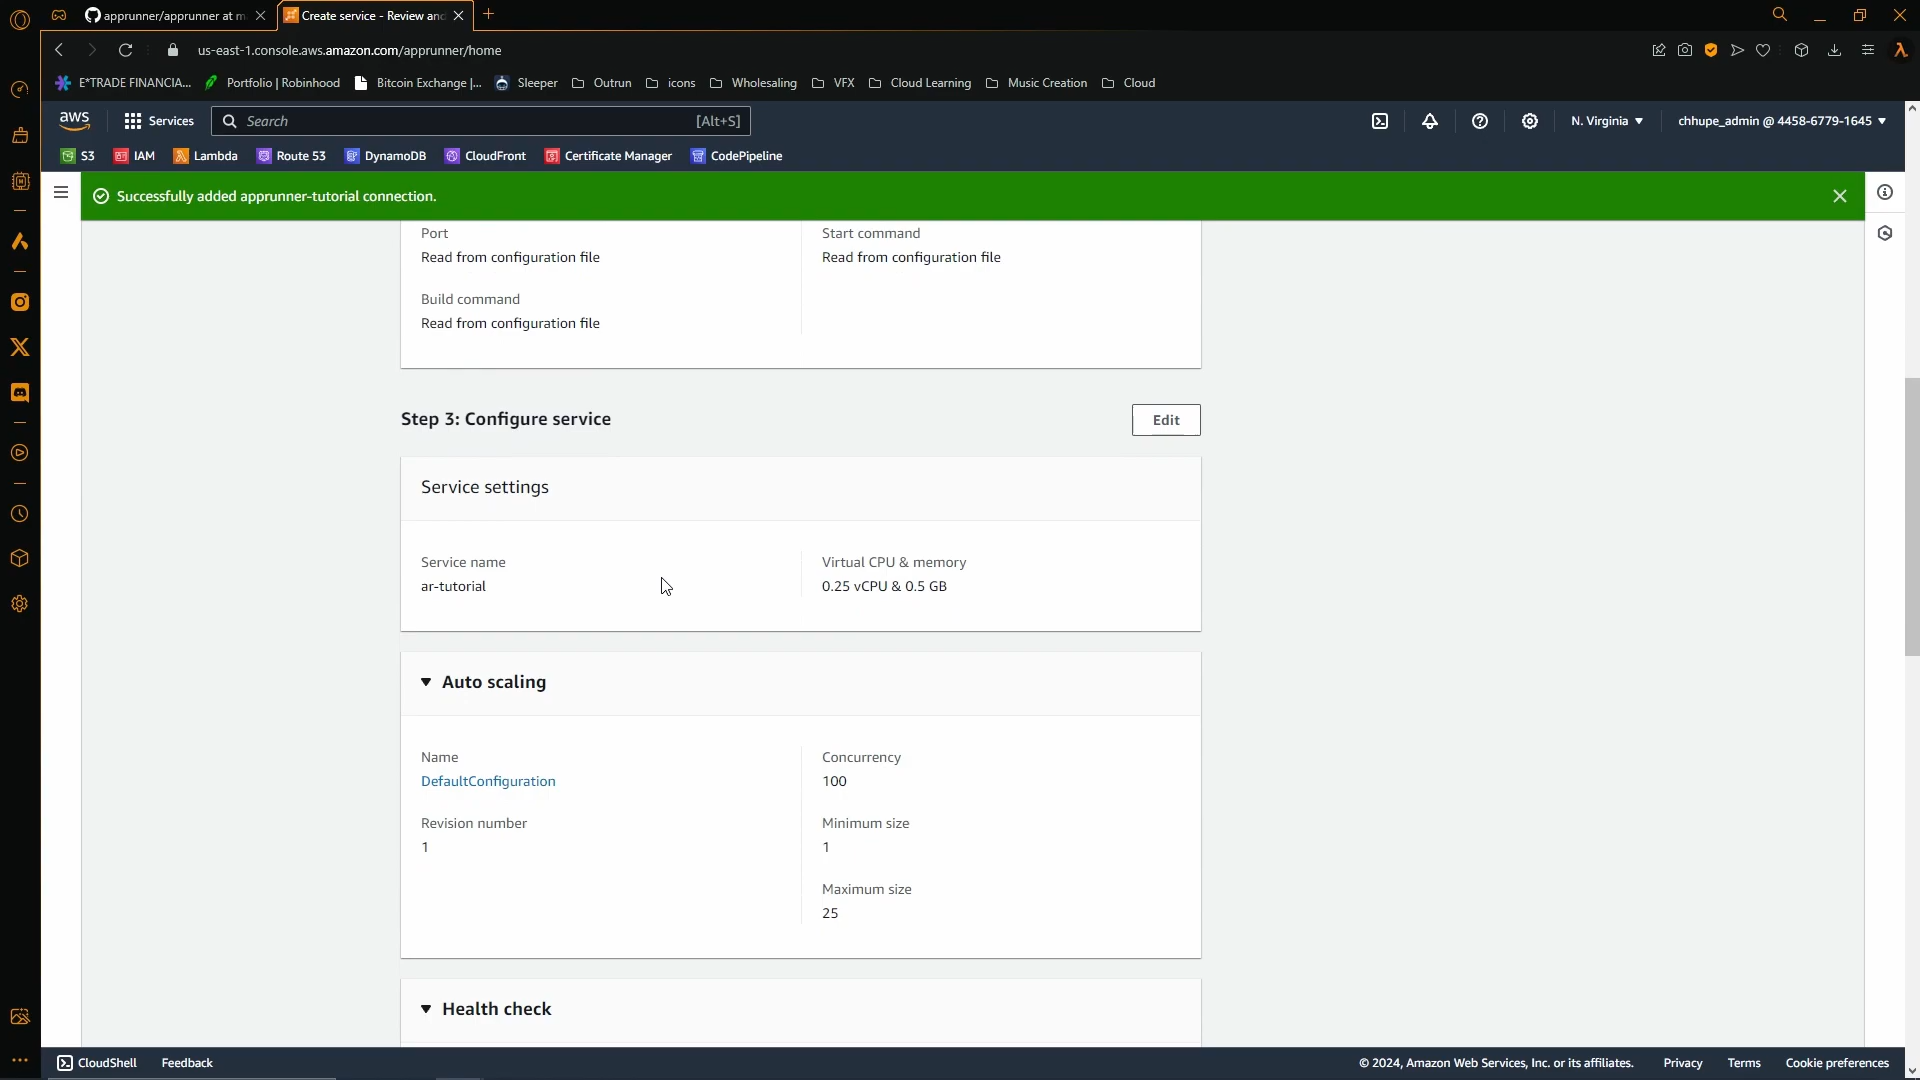 apprunner/apprunner at m
Create service - Review and
us-east-1.console.aws.amazon.com/apprunner/home
E*TRADE FINANCIA...
Portfolio | Robinhood
Bitcoin Exchange |...
Sleeper
Outrun
icons
Wholesaling
VFX
Cloud Learning
Music Creation
Cloud
aws
Services
Search
[Alt+S]
N. Virginia
chhupe_admin @ 4458-6779-1645
S3
IAM
Lambda
Route 53
DynamoDB
CloudFront
Certificate Manager
CodePipeline
Successfully added apprunner-tutorial connection.
Port
Read from configuration file
Start command
Read from configuration file
Build command
Read from configuration file
Step 3: Configure service
Edit
Service settings
Service name
ar-tutorial
Virtual CPU & memory
0.25 vCPU & 0.5 GB
Auto scaling
Name
DefaultConfiguration
Concurrency
100
Revision number
1
Minimum size
1
Maximum size
25
Health check
CloudShell
Feedback
© 2024, Amazon Web Services, Inc. or its affiliates.
Privacy
Terms
Cookie preferences